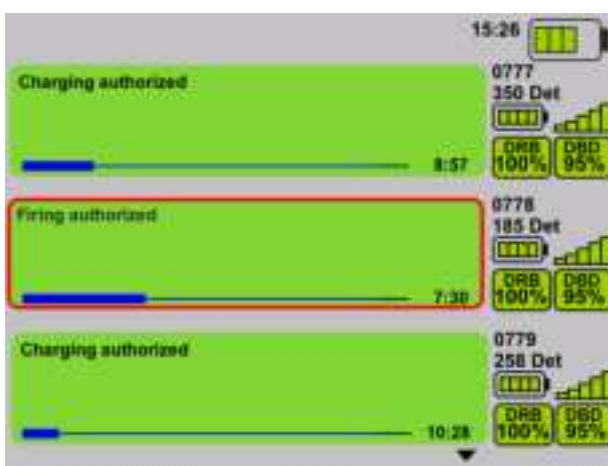 15:26
Charging authorized
0777
350 Det
8:57
DRB DBD
100% 95%
Firing authorized
0778
185 Det
7:30
DRB DBD
100% 95%
Charging authorized
0779
258 Det
10:28
DRB DBD
100% 95%